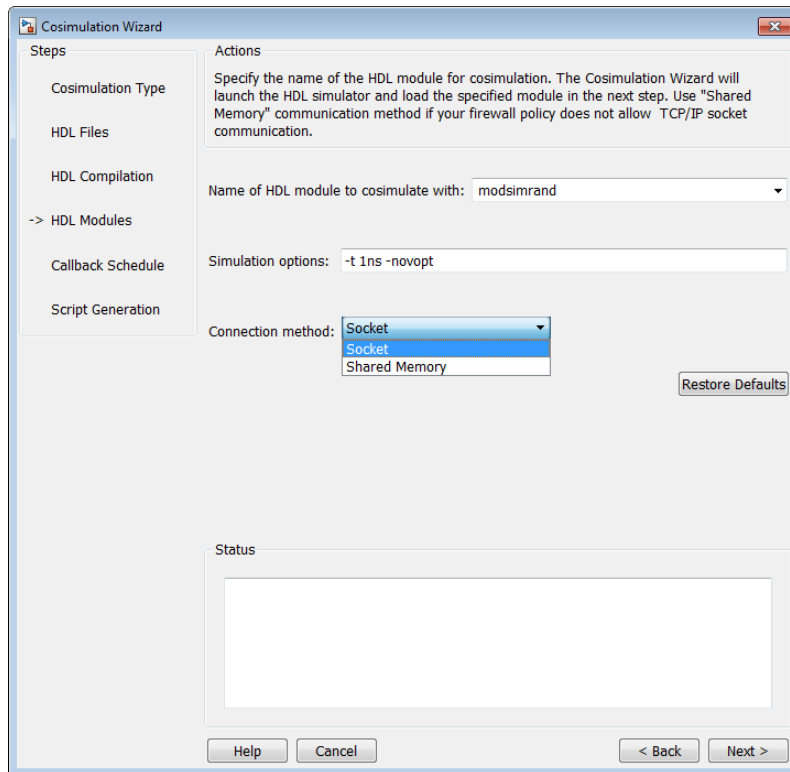 Cosimulation Wizard
Steps
Cosimulation Type
HDL Files
HDL Compilation
-> HDL Modules
Callback Schedule
Script Generation
Actions
Specify the name of the HDL module for cosimulation. The Cosimulation Wizard will
launch the HDL simulator and load the specified module in the next step. Use "Shared
Memory" communication method if your firewall policy does not allow TCP/IP socket
communication.
Name of HDL module to cosimulate with: modsimrand
Simulation options: -t 1ns -novopt
Connection method: Socket
Socket
Shared Memory
Restore Defaults
Status
Help Cancel < Back Next >